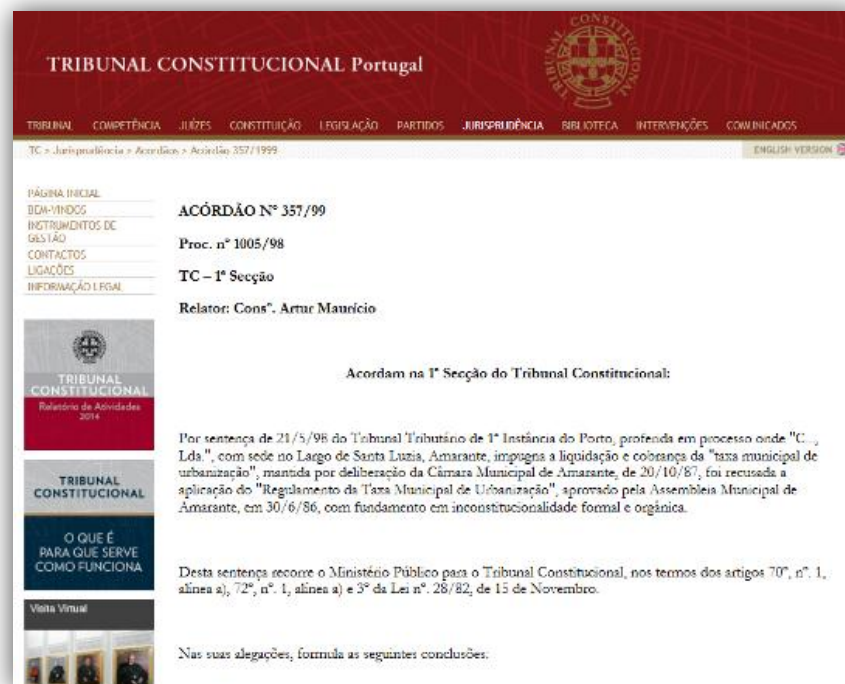 TRIBUNAL CONSTITUCIONAL Portugal
TRIBUNAL CONSTITUCIONAL
TRIBUNAL COMPETÊNCIA JUÍZES CONSTITUIÇÃO LEGISLAÇÃO PARTIDOS JURISPRUDÊNCIA BIBLIOTECA INTERVENÇÕES COMUNICADOS
TC > Jurisprudência > Acordãos > Acórdão 357/1999
ENGLISH VERSION
PÁGINA INICIAL
BEM-VINDOS
INSTRUMENTOS DE
GESTÃO
CONTACTOS
LIGAÇÕES
INFORMAÇÃO LEGAL
TRIBUNAL
CONSTITUCIONAL
Relatório de Atividades
2014
TRIBUNAL
CONSTITUCIONAL
O QUE É
PARA QUE SERVE
COMO FUNCIONA
Visita Virtual
ACÓRDÃO Nº 357/99
Proc. nº 1005/98
TC – 1ª Secção
Relator: Consº. Artur Maurício
Acordam na 1ª Secção do Tribunal Constitucional:
Por sentença de 21/5/98 do Tribunal Tributário de 1ª Instância do Porto, proferida em processo onde "C...,
Lda.", com sede no Largo de Santa Luzia, Amarante, impugna a liquidação e cobrança da "taxa municipal de
urbanização", mantida por deliberação da Câmara Municipal de Amarante, de 20/10/87, foi recusada a
aplicação do "Regulamento da Taxa Municipal de Urbanização", aprovado pela Assembleia Municipal de
Amarante, em 30/6/86, com fundamento em inconstitucionalidade formal e orgânica.
Desta sentença recorre o Ministério Público para o Tribunal Constitucional, nos termos dos artigos 70º, nº. 1,
alínea a), 72º, nº. 1, alínea a) e 3º da Lei nº. 28/82, de 15 de Novembro.
Nas suas alegações, formula as seguintes conclusões: